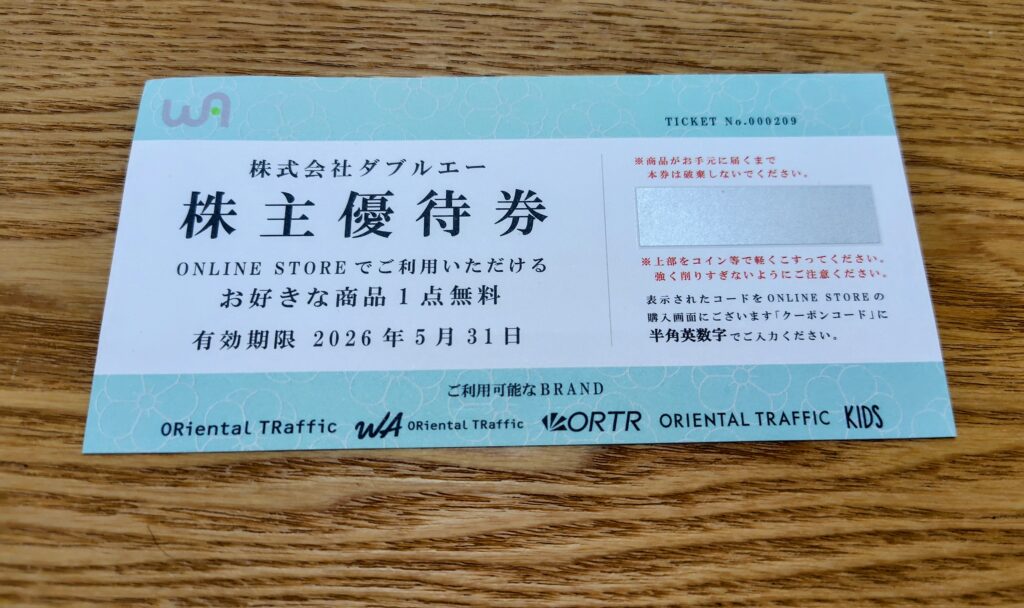 WA
TICKET No.000209
株式会社ダブルエー
株主優待券
ONLINE STOREでご利用いただける
お好きな商品1点無料
有効期限 2026年5月31日
※商品がお手元に届くまで
本券は破棄しないでください。
※上部をコイン等で軽くこすってください。
強く削りすぎないようにご注意ください。
表示されたコードをONLINE STOREの
購入画面にございます「クーポンコード」に
半角英数字でご入力ください。
ご利用可能なBRAND
ORiental TRaffic WA ORiental TRaffic ORTR ORIENTAL TRAFFIC KIDS